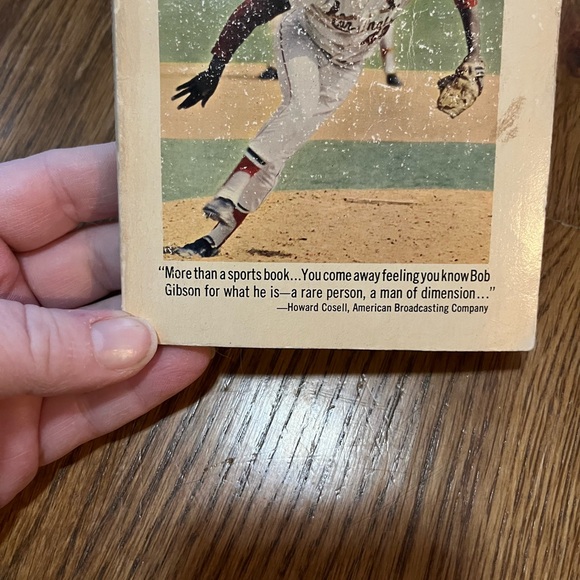 “More than a sports book...You come away feeling you know Bob
Gibson for what he is—a rare person, a man of dimension...”
—Howard Cosell, American Broadcasting Company